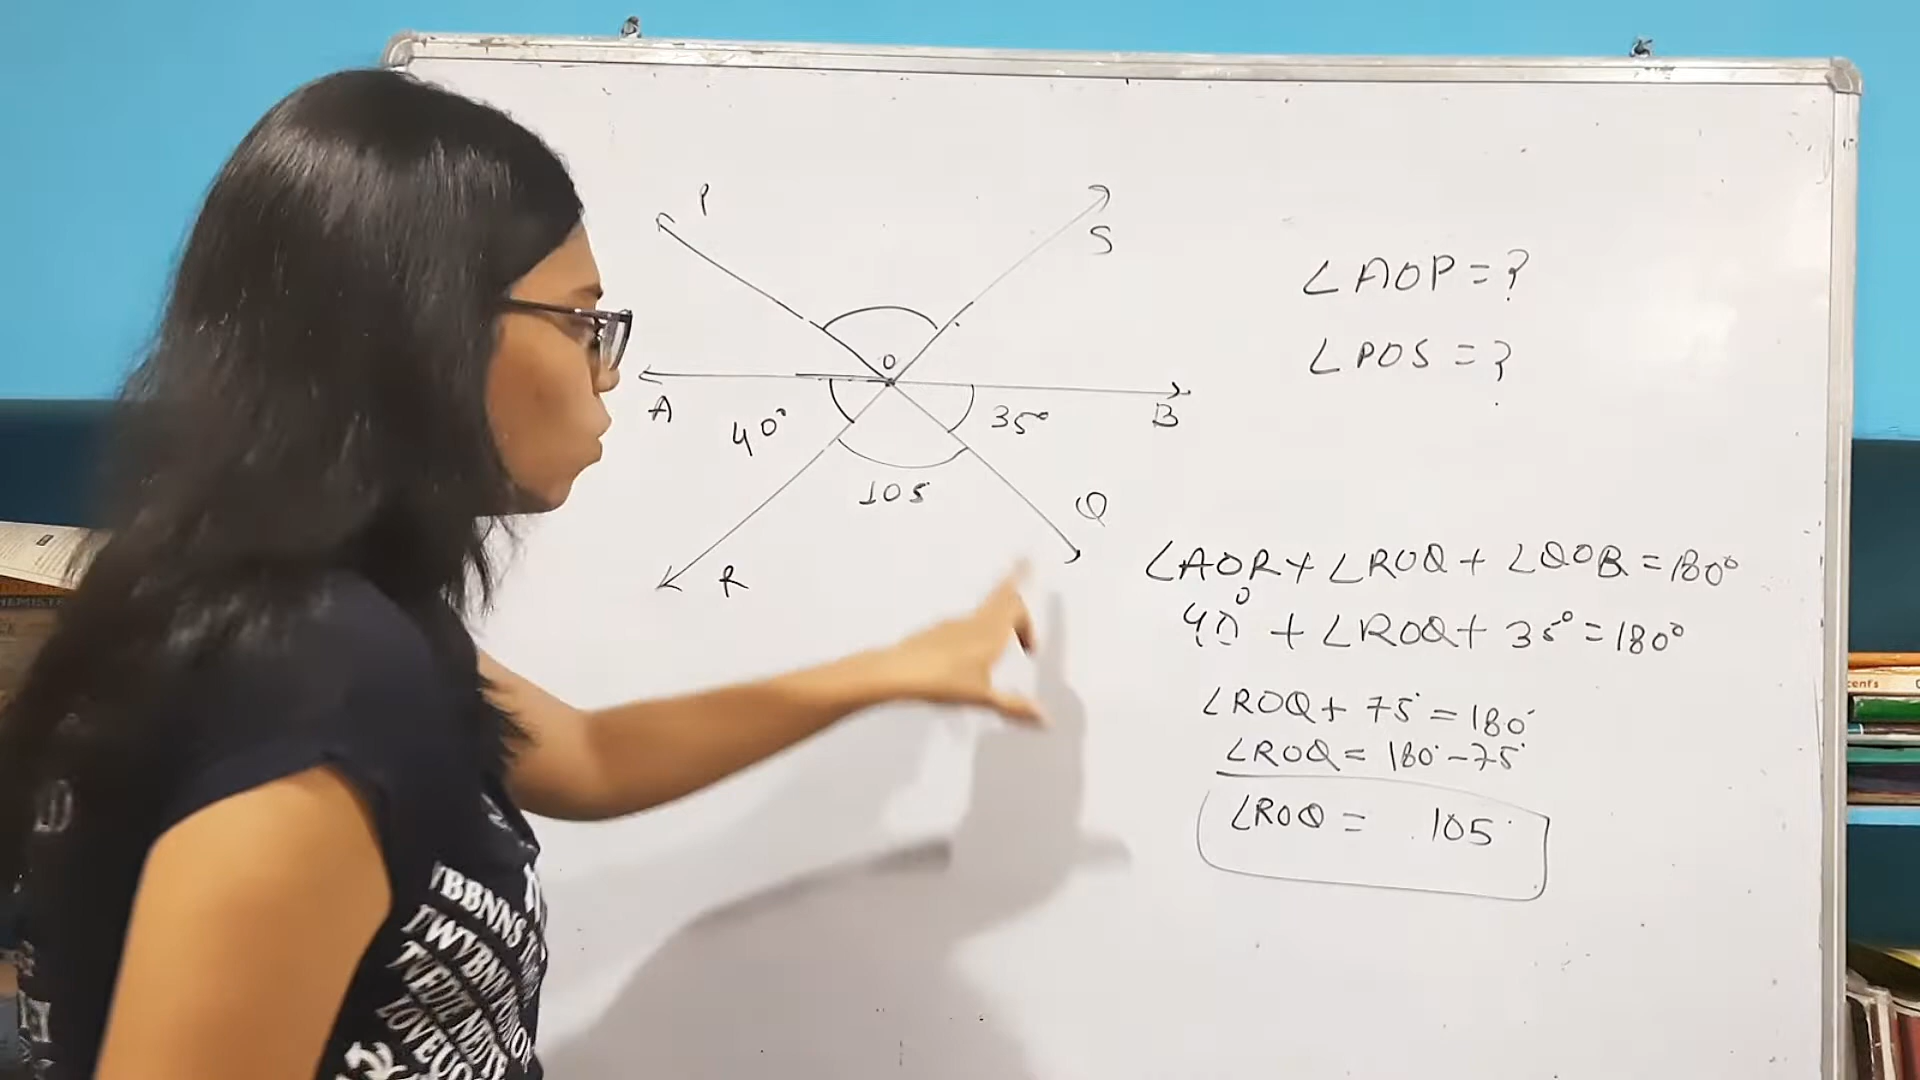 P
S
∠AOP = ?
O
∠POS = ?
A
40°
35°
B
105
Q
R
∠AOR + ∠ROQ + ∠QOB = 180°
40° + ∠ROQ + 35° = 180°
∠ROQ + 75° = 180°
∠ROQ = 180° - 75°
∠ROQ = 105°